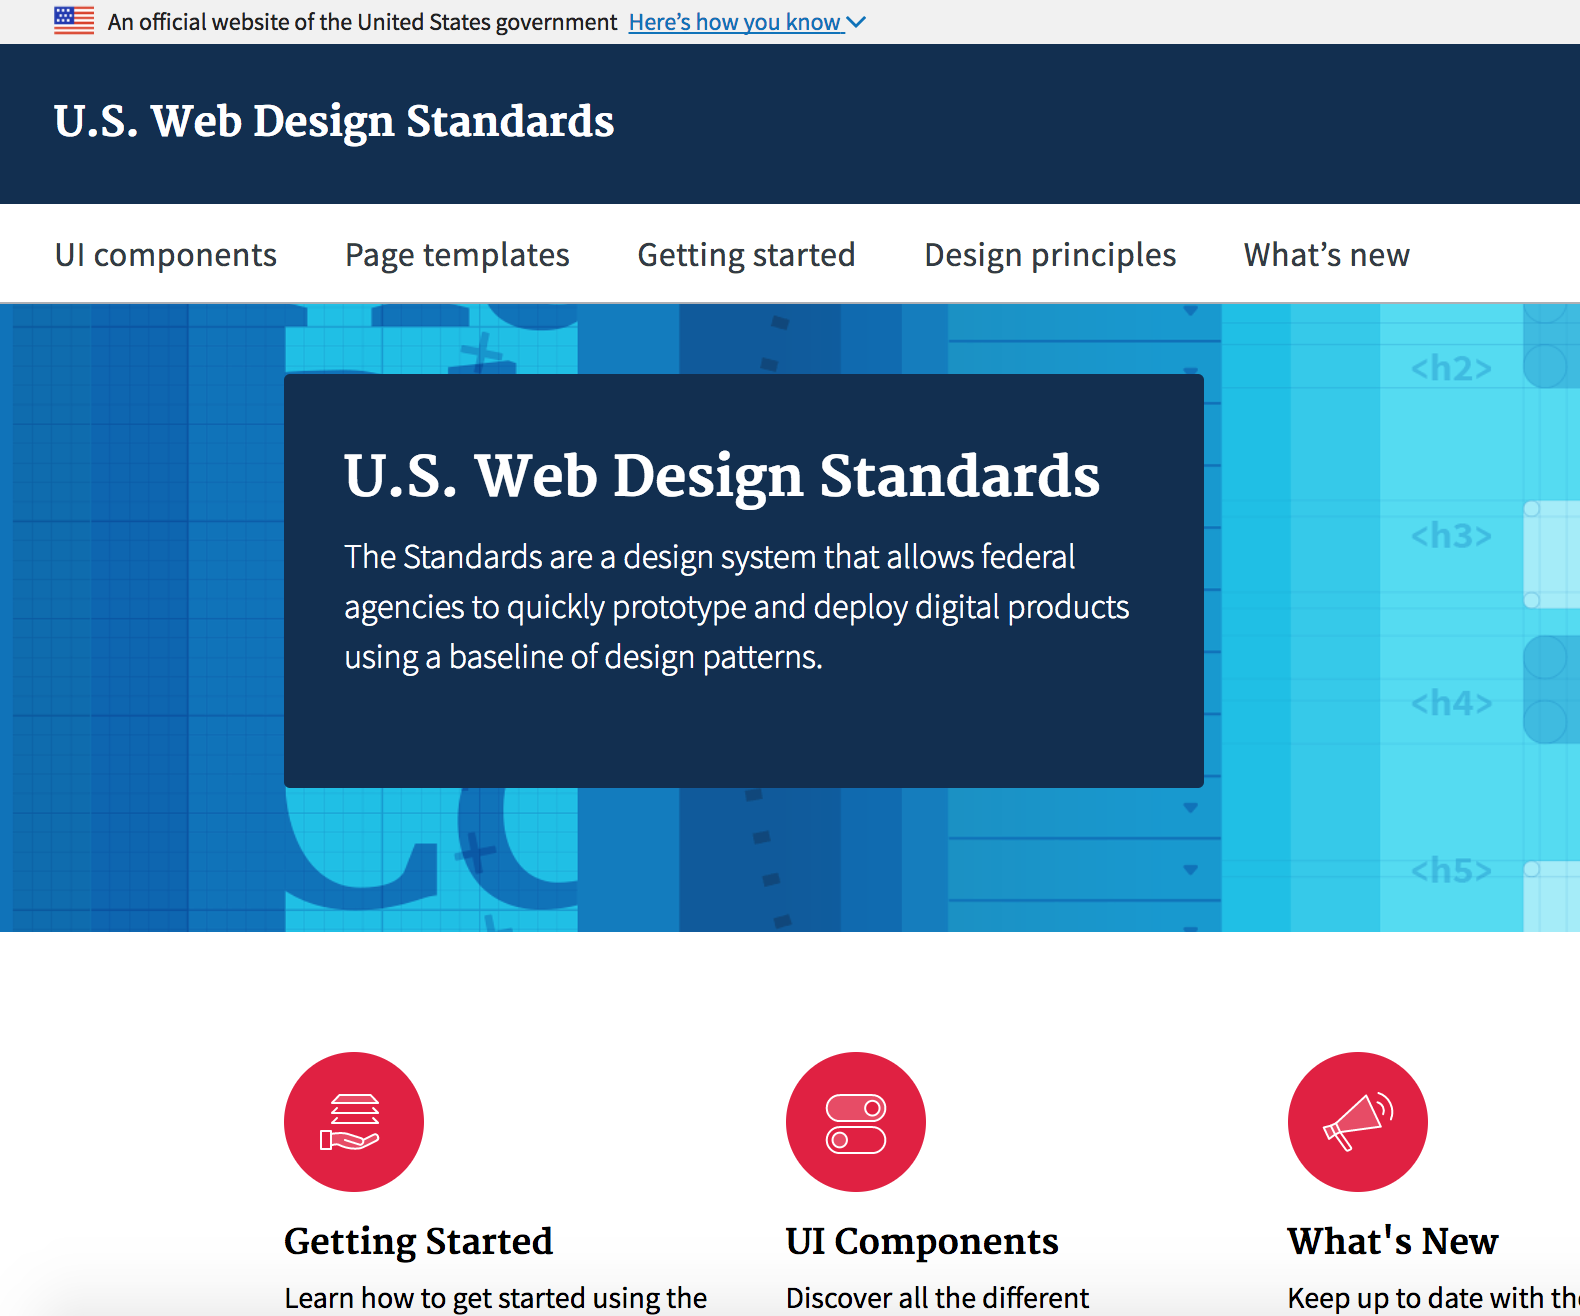 An official website of the United States government Here’s how you know
U.S. Web Design Standards
UI components Page templates Getting started Design principles What’s new
U.S. Web Design Standards
The Standards are a design system that allows federal
agencies to quickly prototype and deploy digital products
using a baseline of design patterns.
<h2>
<h3>
<h4>
<h5>
Getting Started
Learn how to get started using the
UI Components
Discover all the different
What's New
Keep up to date with